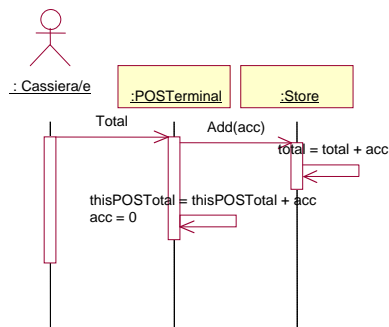 : Cassiera/e
:POSTerminal
:Store
Total
Add(acc)
total = total + acc
thisPOSTotal = thisPOSTotal + acc
acc = 0